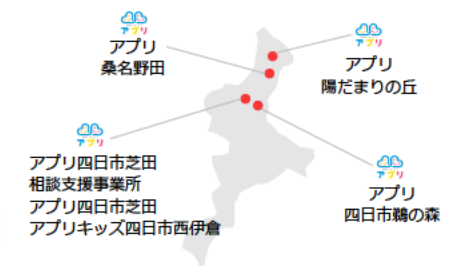 アプリ
アプリ
桑名野田
アプリ
アプリ
陽だまりの丘
アプリ
アプリ四日市芝田
相談支援事業所
アプリ四日市芝田
アプリキッズ四日市西伊倉
アプリ
アプリ
四日市鵜の森